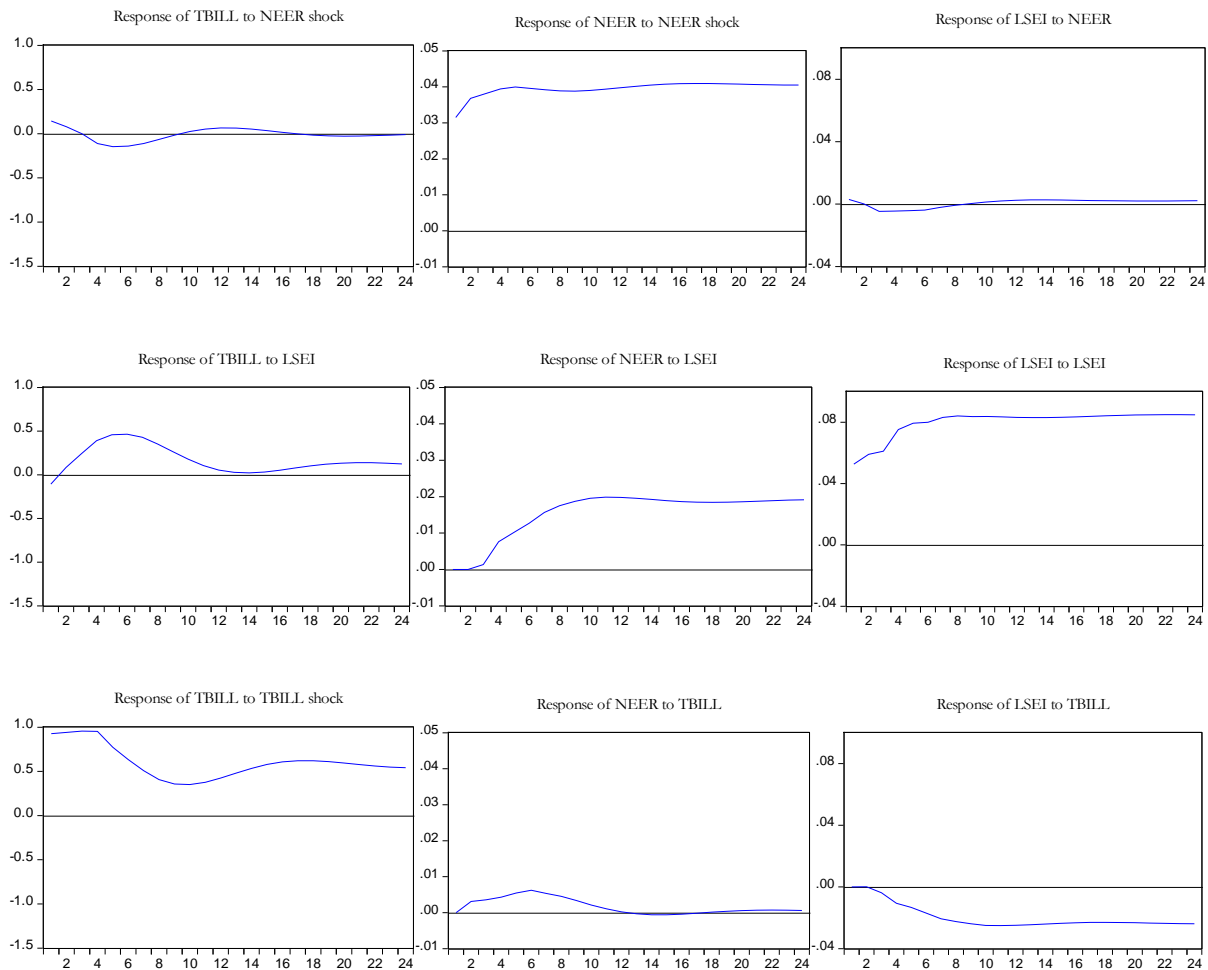 Response of TBILL to NEER shock
1.0
0.5
0.0
-0.5
-1.0
-1.5
2 4 6 8 10 12 14 16 18 20 22 24
Response of NEER to NEER shock
.05
.04
.03
.02
.01
.00
-.01
2 4 6 8 10 12 14 16 18 20 22 24
Response of LSEI to NEER
.08
.04
.00
-.04
2 4 6 8 10 12 14 16 18 20 22 24
Response of TBILL to LSEI
1.0
0.5
0.0
-0.5
-1.0
-1.5
2 4 6 8 10 12 14 16 18 20 22 24
Response of NEER to LSEI
.05
.04
.03
.02
.01
.00
-.01
2 4 6 8 10 12 14 16 18 20 22 24
Response of LSEI to LSEI
.08
.04
.00
-.04
2 4 6 8 10 12 14 16 18 20 22 24
Response of TBILL to TBILL shock
1.0
0.5
0.0
-0.5
-1.0
-1.5
2 4 6 8 10 12 14 16 18 20 22 24
Response of NEER to TBILL
.05
.04
.03
.02
.01
.00
-.01
2 4 6 8 10 12 14 16 18 20 22 24
Response of LSEI to TBILL
.08
.04
.00
-.04
2 4 6 8 10 12 14 16 18 20 22 24